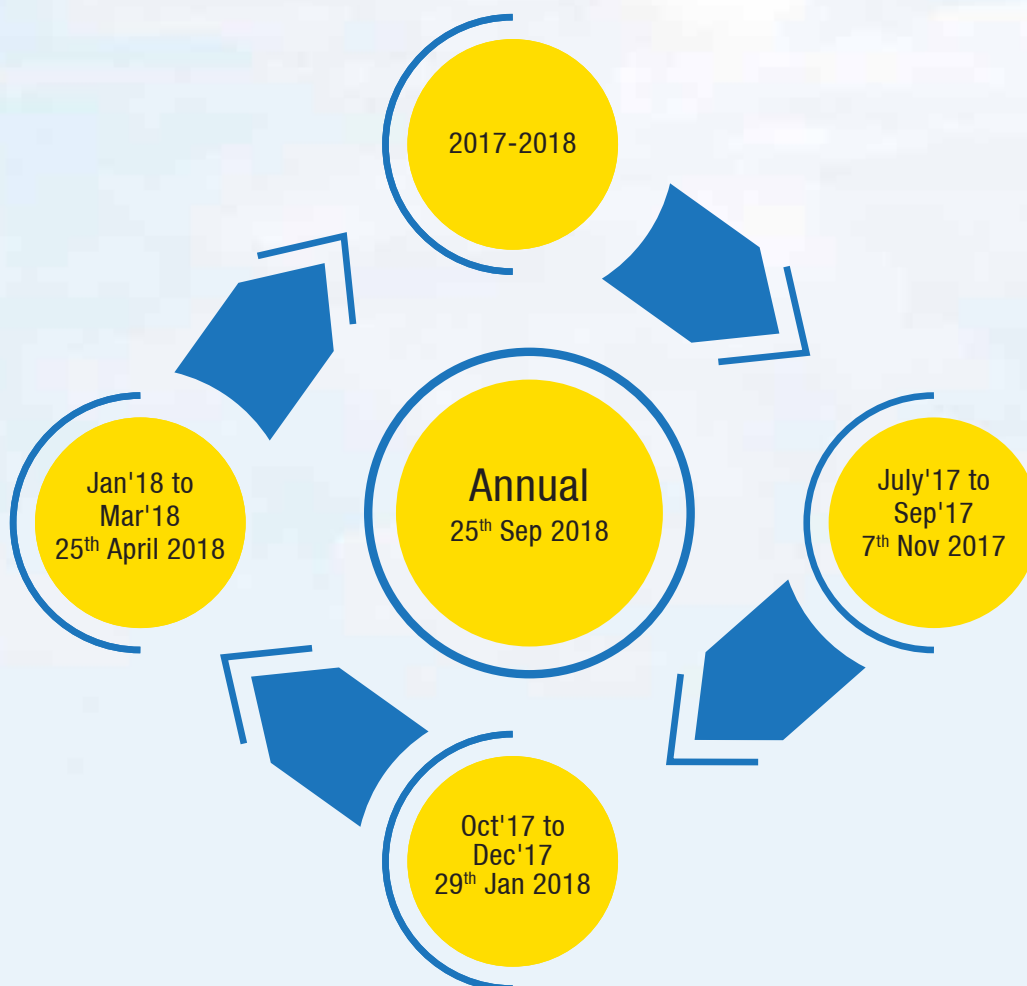 2017-2018
Jan'18 to
Mar'18
25th April 2018
Annual
25th Sep 2018
July'17 to
Sep'17
7th Nov 2017
Oct'17 to
Dec'17
29th Jan 2018